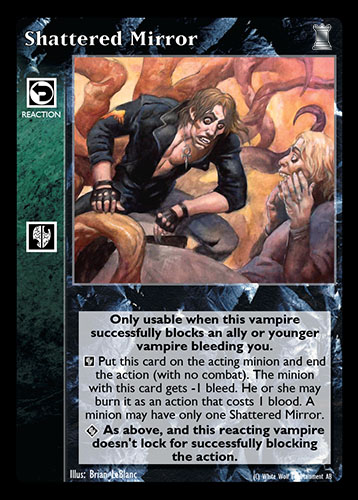 Shattered Mirror
REACTION
Only usable when this vampire
successfully blocks an ally or younger
vampire bleeding you.
Put this card on the acting minion and end
the action (with no combat). The minion
with this card gets -1 bleed. He or she may
burn it as an action that costs 1 blood. A
minion may have only one Shattered Mirror.
As above, and this reacting vampire
doesn't lock for successfully blocking
the action.
Illus: Brian LeBlanc
(C) White Wolf Entertainment AB